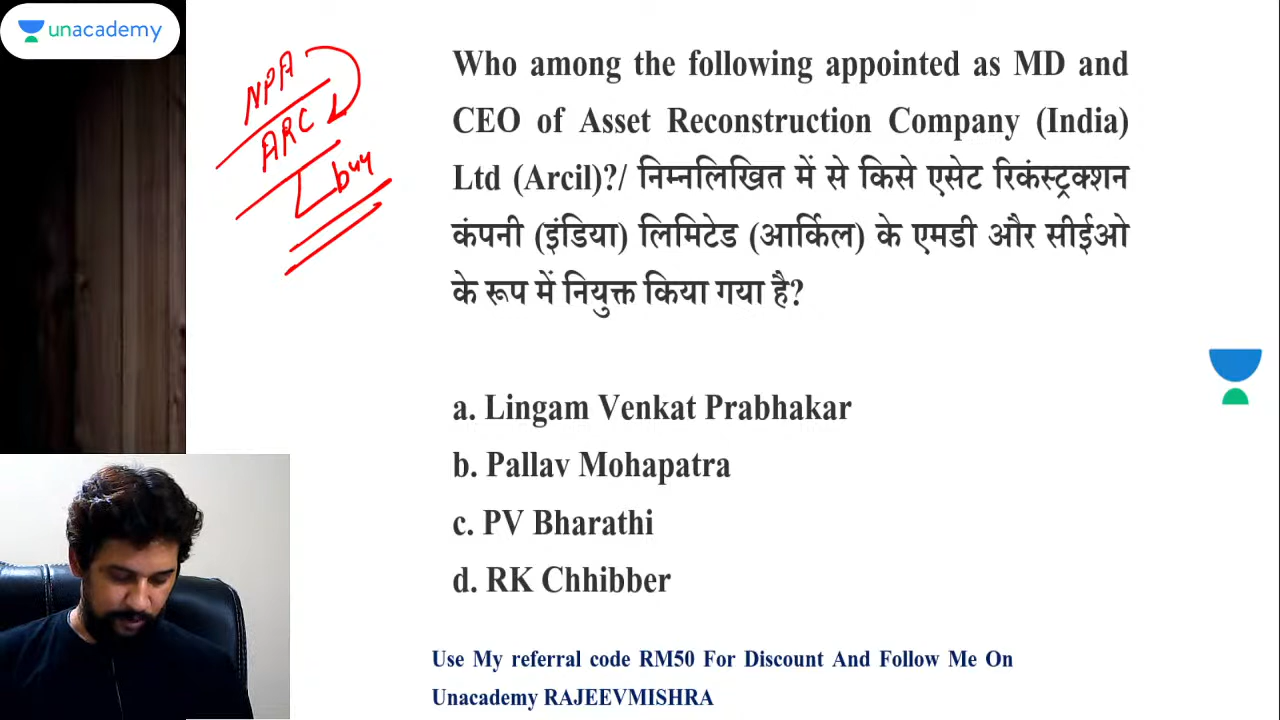 unacademy
NPA
ARC
buy
Who among the following appointed as MD and
CEO of Asset Reconstruction Company (India)
Ltd (Arcil)?/ निम्नलिखित में से किसे एसेट रिकंस्ट्रक्शन
कंपनी (इंडिया) लिमिटेड (आर्किल) के एमडी और सीईओ
के रूप में नियुक्त किया गया है?
a. Lingam Venkat Prabhakar
b. Pallav Mohapatra
c. PV Bharathi
d. RK Chhibber
Use My referral code RM50 For Discount And Follow Me On
Unacademy RAJEEVMISHRA